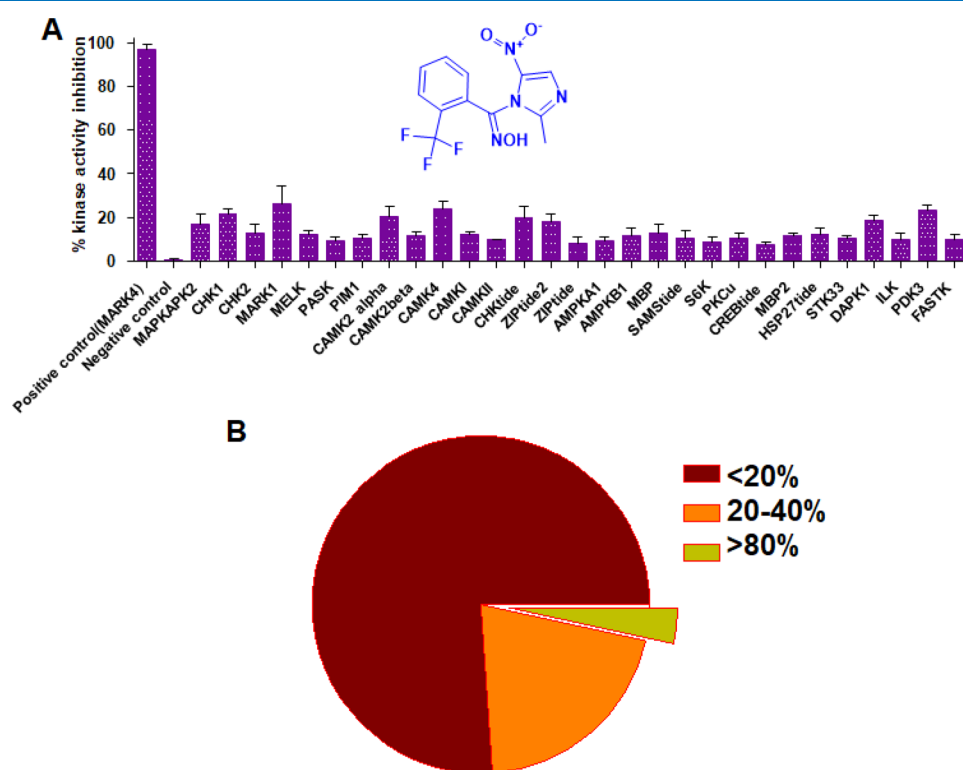 A
% kinase activity inhibition
100
80
60
40
20
0
O
O-
N+
N
N
F
F
F
NOH
Positive control(MARK4)
Negative control
MAPKAPK2
CHK1
CHK2
MARK1
MELK
PASK
PIM1
CAMK2 alpha
CAMK2beta
CAMK4
CAMKI
CAMKII
CHKtide
ZIPtide2
ZIPtide
AMPKA1
AMPKB1
MBP
SAMStide
S6K
PKCu
CREBtide
MBP2
HSP27tide
STK33
DAPK1
ILK
PDK3
FASTK
B
<20%
20-40%
>80%